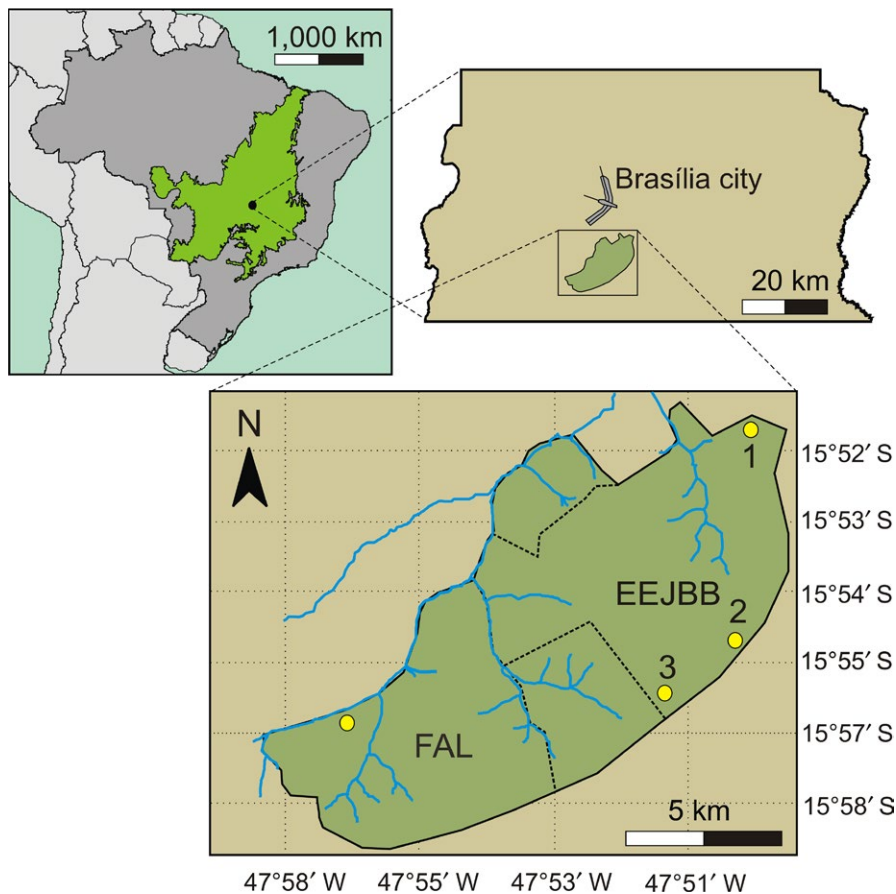 1,000 km
Brasília city
20 km
N
1
15°52′ S
15°53′ S
EEJBB
15°54′ S
2
15°55′ S
3
FAL
15°57′ S
5 km
15°58′ S
47°58′ W 47°55′ W 47°53′ W 47°51′ W